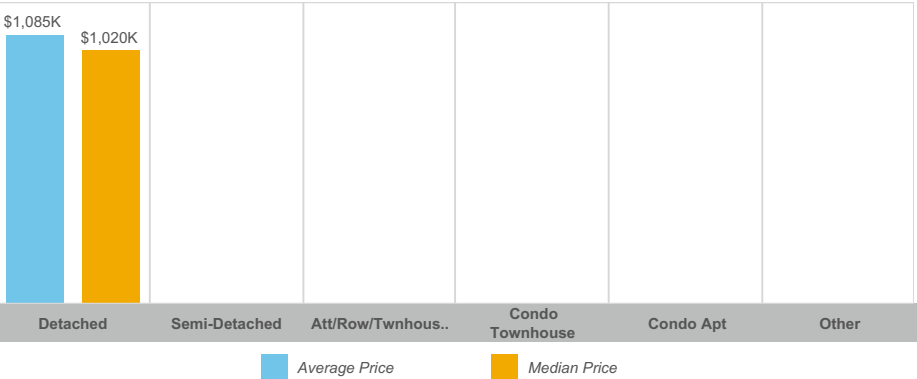 $1,085K
$1,020K
Detached
Semi-Detached
Att/Row/Twnhous..
Condo
Townhouse
Condo Apt
Other
Average Price
Median Price